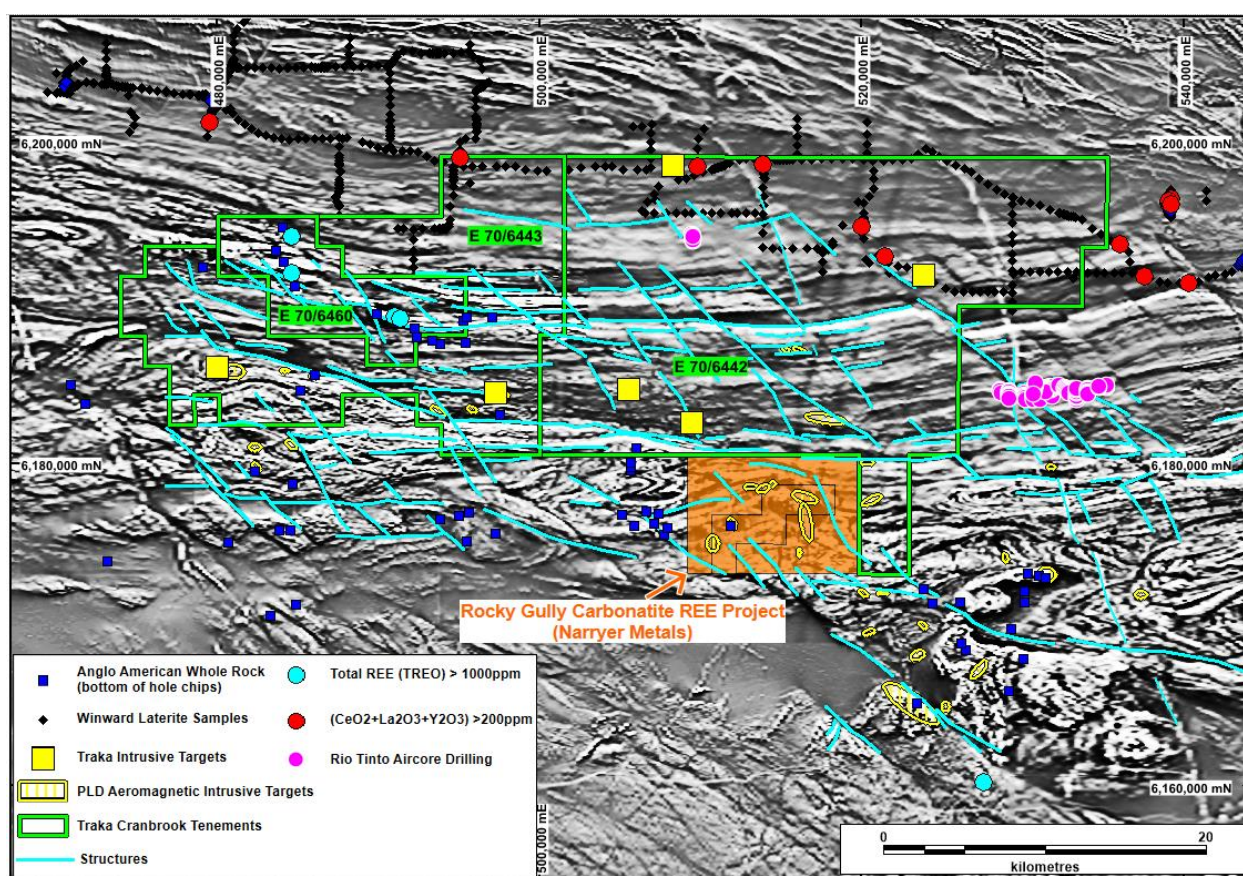 480,000 mE
500,000 mE
520,000 mE
540,000 mE
6,200,000 mN
6,200,000 mN
E 70/6443
E 70/6460
E 70/6442
6,180,000 mN
6,180,000 mN
Rocky Gully Carbonatite REE Project
(Narryer Metals)
Anglo American Whole Rock
(bottom of hole chips)
Total REE (TREO) > 1000ppm
Winward Laterite Samples
(CeO2+La2O3+Y2O3) >200ppm
Traka Intrusive Targets
Rio Tinto Aircore Drilling
PLD Aeromagnetic Intrusive Targets
Traka Cranbrook Tenements
Structures
6,160,000 mN
500,000 mE
0
20
kilometres